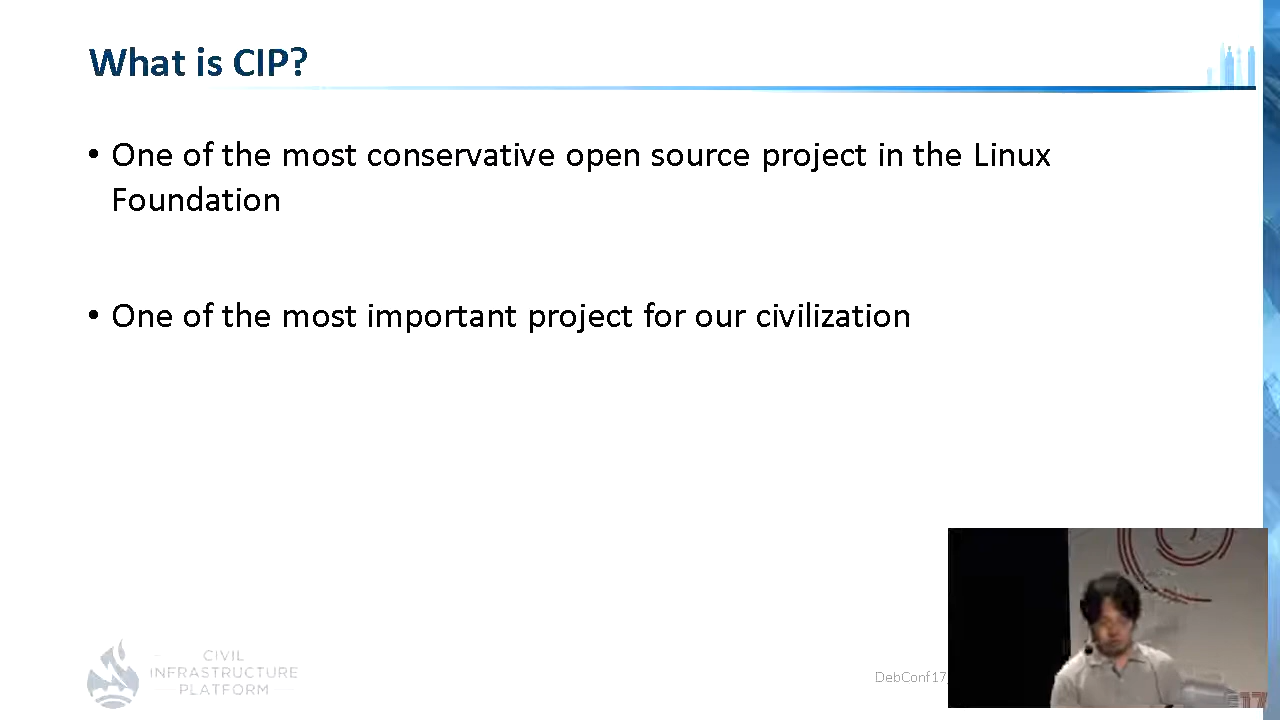 What is CIP?
• One of the most conservative open source project in the Linux
Foundation
• One of the most important project for our civilization
CIVIL
INFRASTRUCTURE
PLATFORM
DebConf17
17